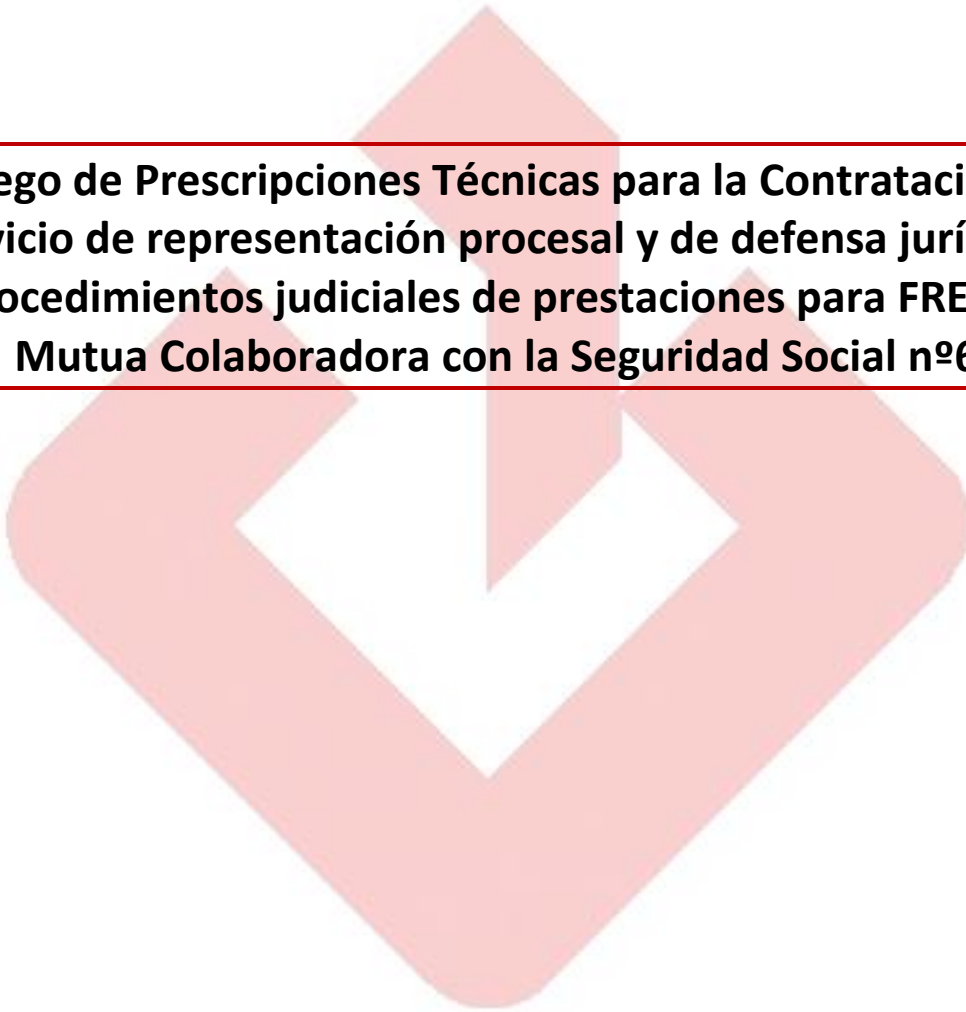 ego de Prescripciones Técnicas para la Contrataci
vicio de representación procesal y de defensa jurí
ocedimientos judiciales de prestaciones para FRE
Mutua Colaboradora con la Seguridad Social nº6